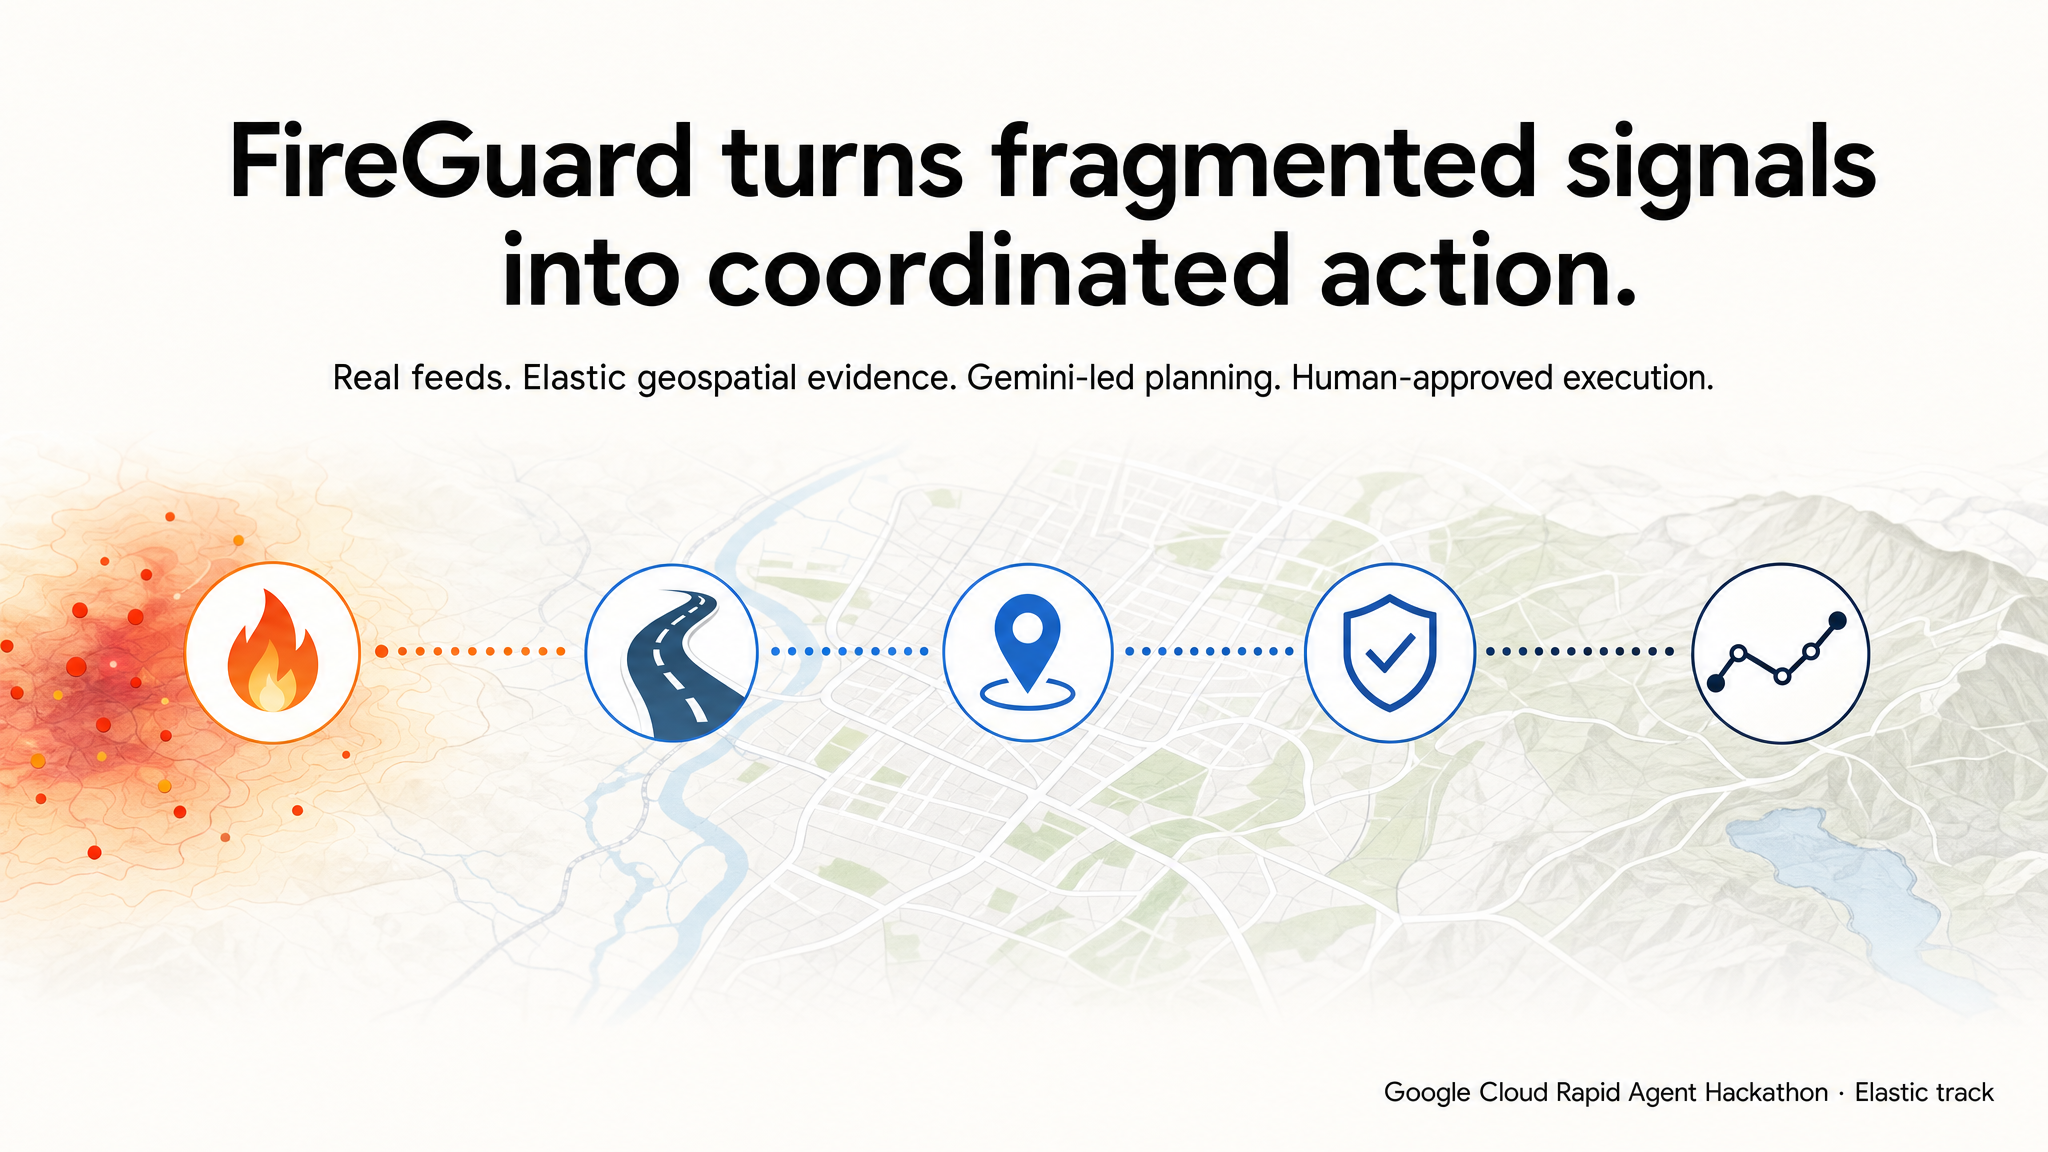 FireGuard turns fragmented signals
into coordinated action.
Real feeds. Elastic geospatial evidence. Gemini-led planning. Human-approved execution.
Google Cloud Rapid Agent Hackathon · Elastic track